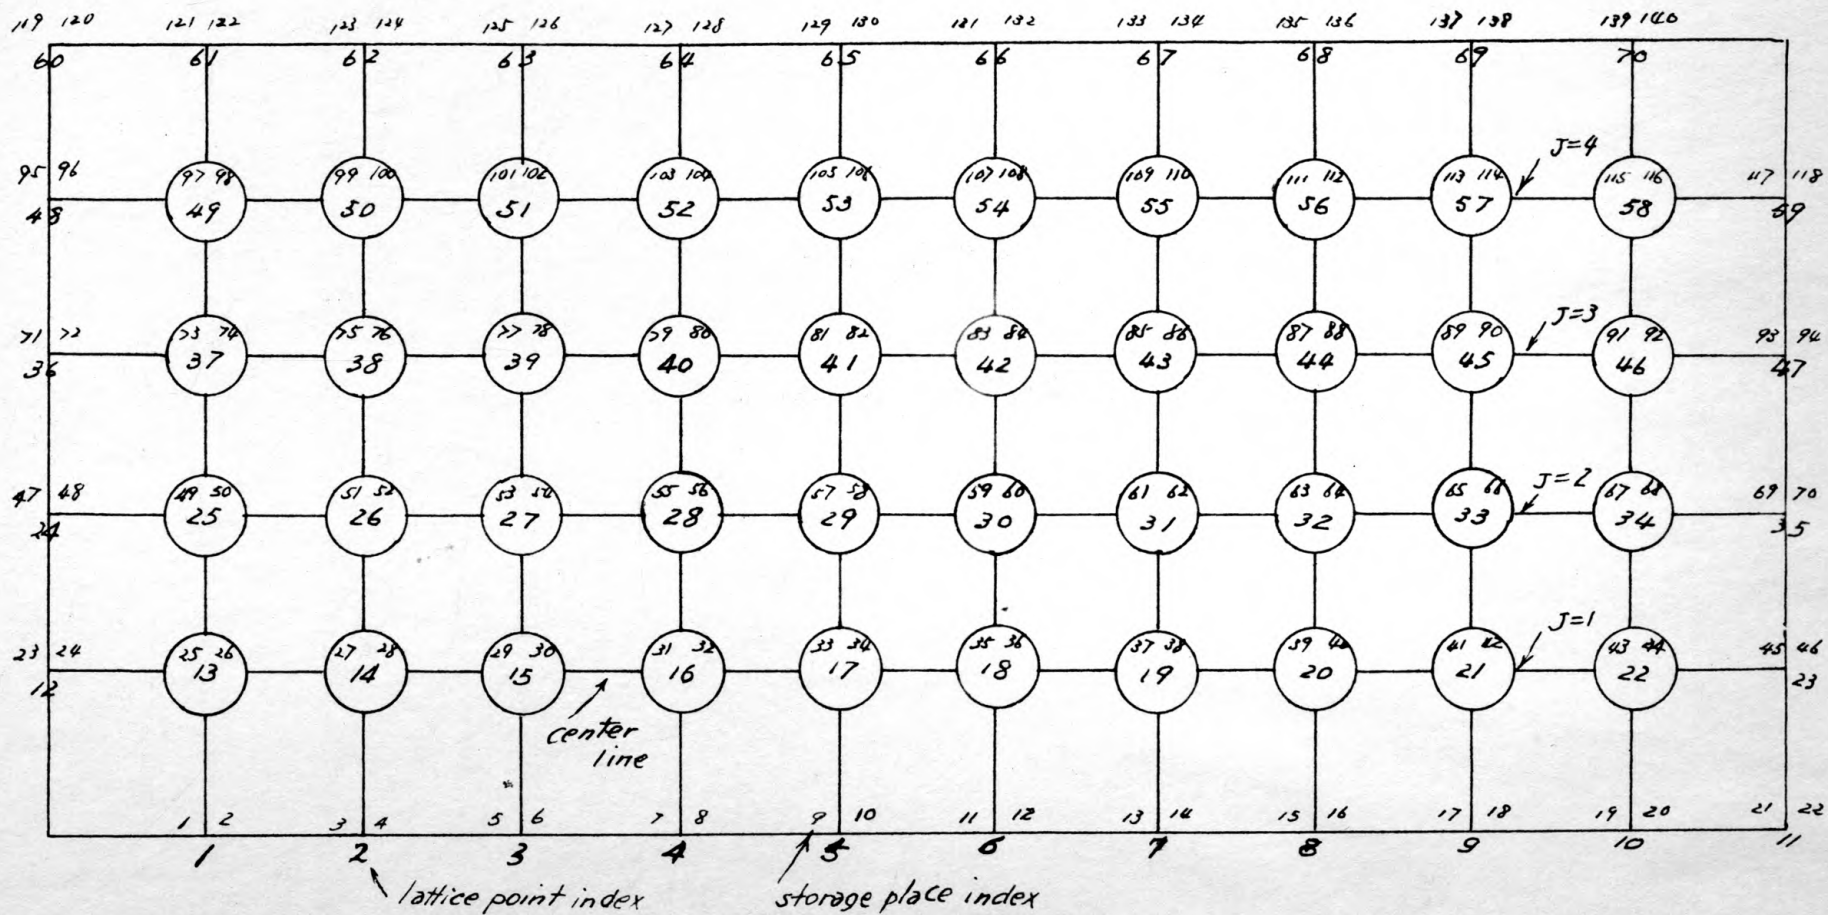 119 120 121 122 123 124 125 126 127 128 129 130 131 132 133 134 135 136 137 138 139 140
60 61 62 63 64 65 66 67 68 69 70
J=4
95 96 97 98 99 100 101 102 103 104 105 106 107 108 109 110 111 112 113 114 115 116 117 118
48 49 50 51 52 53 54 55 56 57 58 59
J=3
71 72 73 74 75 76 77 78 79 80 81 82 83 84 85 86 87 88 89 90 91 92 93 94
36 37 38 39 40 41 42 43 44 45 46 47
J=2
47 48 49 50 51 52 53 54 55 56 57 58 59 60 61 62 63 64 65 66 67 68 69 70
24 25 26 27 28 29 30 31 32 33 34 35
J=1
23 24 25 26 27 28 29 30 31 32 33 34 35 36 37 38 39 40 41 42 43 44 45 46
12 13 14 15 16 17 18 19 20 21 22 23
center
line
1 2 3 4 5 6 7 8 9 10 11 12 13 14 15 16 17 18 19 20 21 22
1 2 3 4 5 6 7 8 9 10 11
lattice point index storage place index